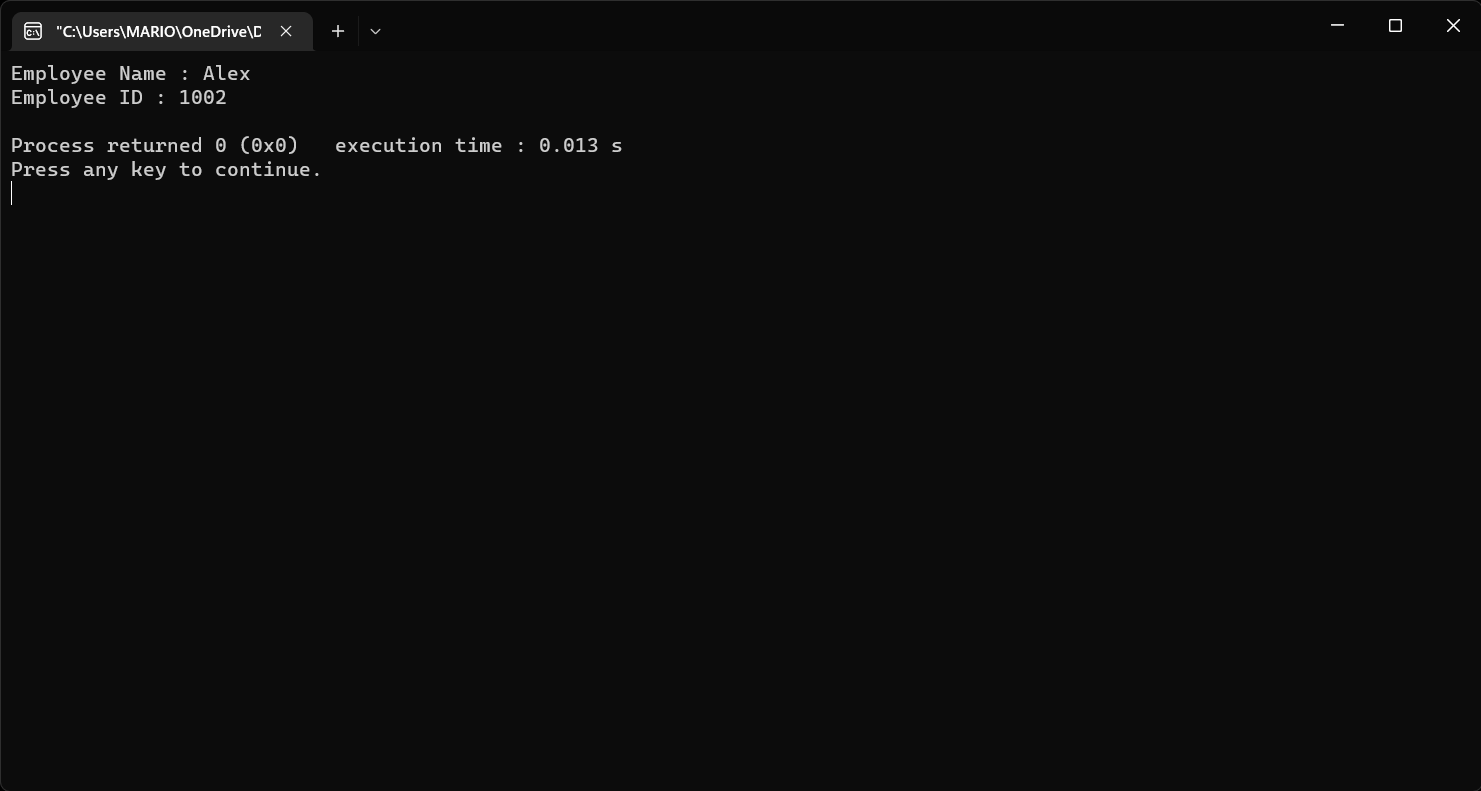 "C:\Users\MARIO\OneDrive\D
Employee Name : Alex
Employee ID : 1002
Process returned 0 (0x0)   execution time : 0.013 s
Press any key to continue.